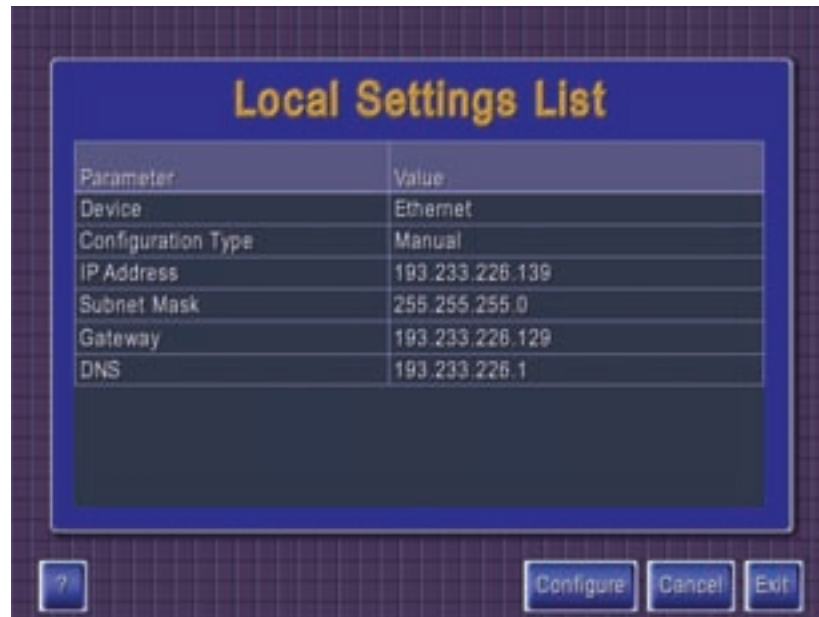 Local Settings List
Parameter Value
Device Ethernet
Configuration Type Manual
IP Address 193.233.226.139
Subnet Mask 255.255.255.0
Gateway 193.233.226.129
DNS 193.233.226.1
? Configure Cancel Exit